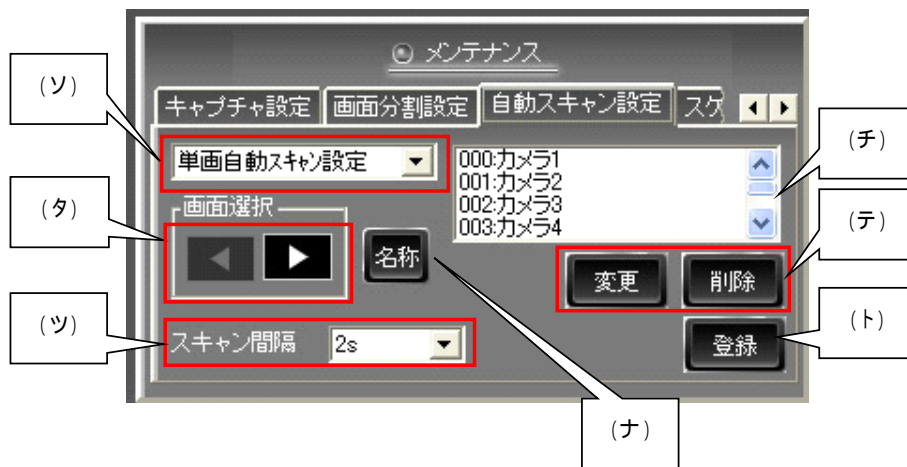 メンテナンス
キャプチャ設定 画面分割設定 自動スキャン設定 スケ
(ソ)
単画自動スキャン設定
000:カメラ1
001:カメラ2
002:カメラ3
003:カメラ4
(チ)
(タ)
画面選択
名称
変更 削除
(テ)
(ツ)
スキャン間隔 2s
登録
(ト)
(ナ)